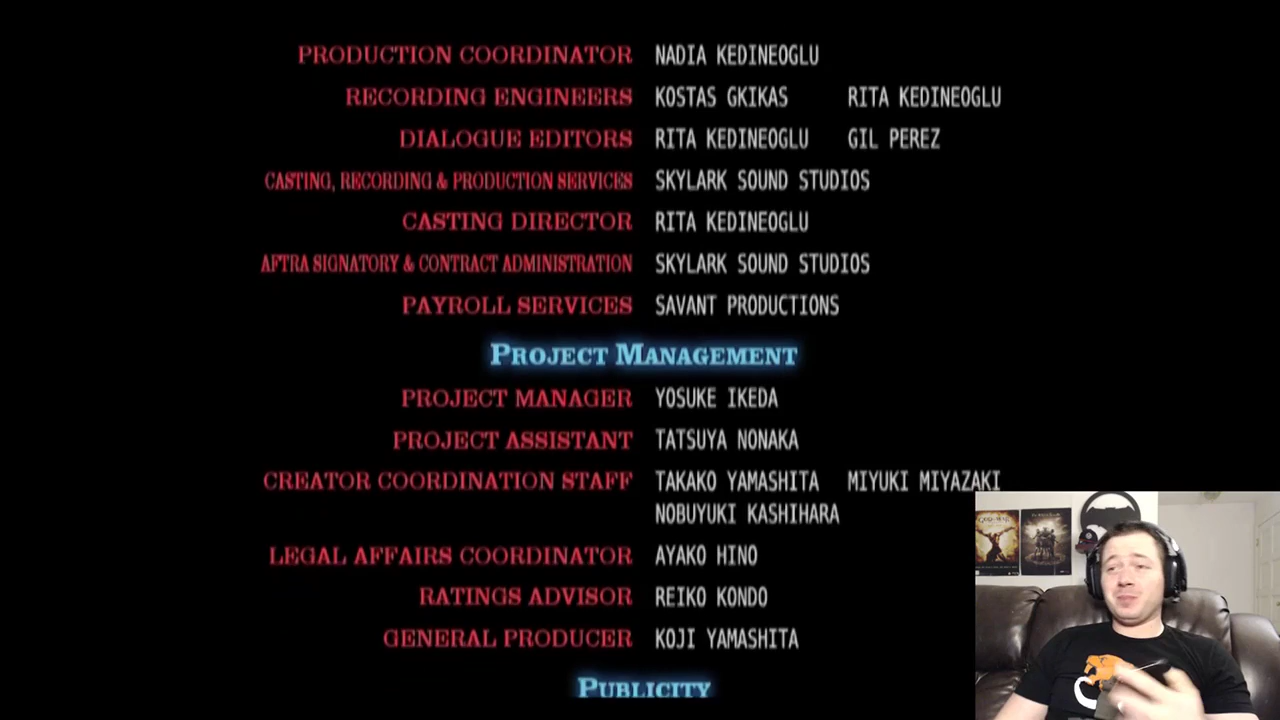 PRODUCTION COORDINATOR NADIA KEDINEOGLU
RECORDING ENGINEERS KOSTAS GKIKAS RITA KEDINEOGLU
DIALOGUE EDITORS RITA KEDINEOGLU GIL PEREZ
CASTING, RECORDING & PRODUCTION SERVICES SKYLARK SOUND STUDIOS
CASTING DIRECTOR RITA KEDINEOGLU
AFTRA SIGNATORY & CONTRACT ADMINISTRATION SKYLARK SOUND STUDIOS
PAYROLL SERVICES SAVANT PRODUCTIONS
PROJECT MANAGEMENT
PROJECT MANAGER YOSUKE IKEDA
PROJECT ASSISTANT TATSUYA NONAKA
CREATOR COORDINATION STAFF TAKAKO YAMASHITA MIYUKI MIYAZAKI
NOBUYUKI KASHIHARA
LEGAL AFFAIRS COORDINATOR AYAKO HINO
RATINGS ADVISOR REIKO KONDO
GENERAL PRODUCER KOJI YAMASHITA
PUBLICITY